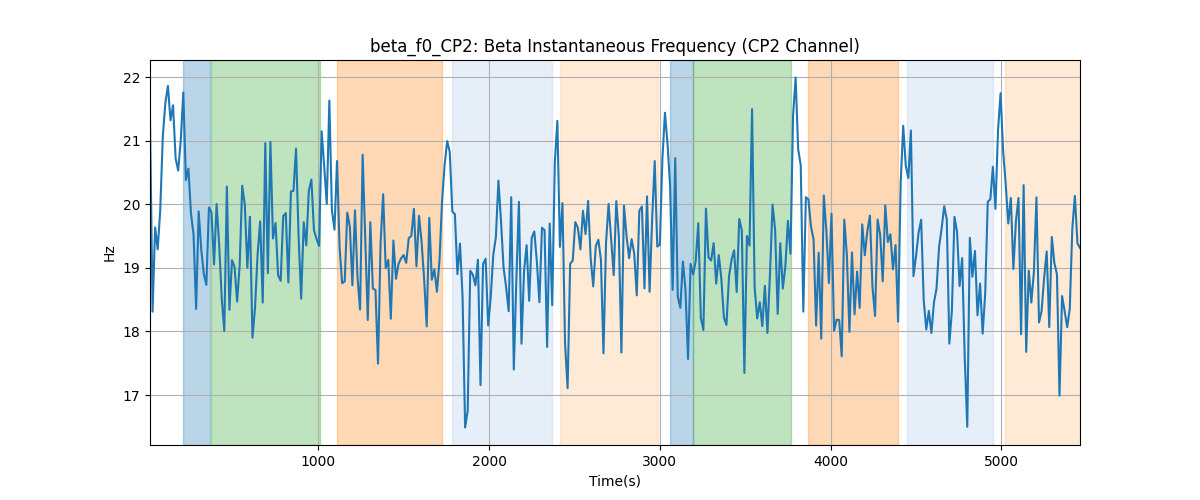 beta_f0_CP2: Beta Instantaneous Frequency (CP2 Channel)
22
21
20
19
18
17
Hz
1000 2000 3000 4000 5000
Time(s)